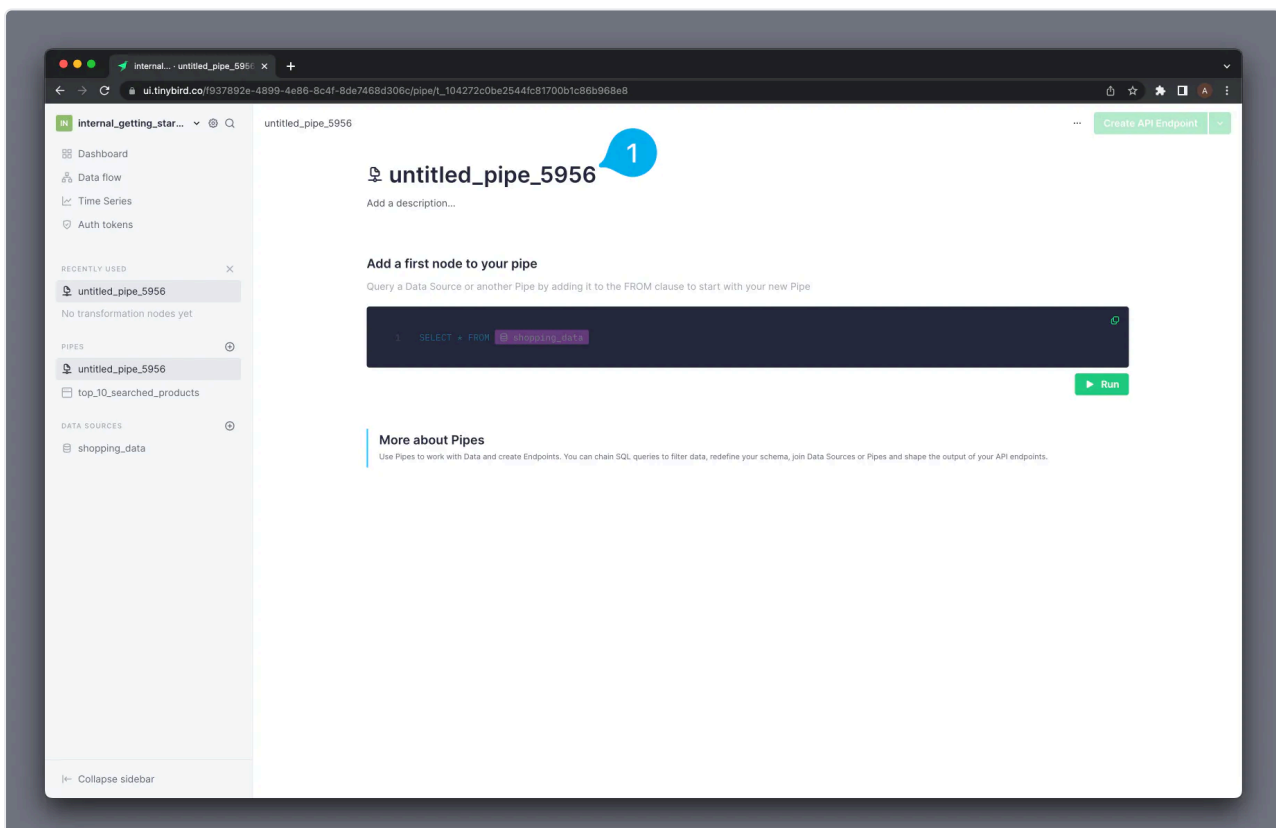 internal... · untitled_pipe_5956
ui.tinybird.co/f937892e-4899-4e86-8c4f-8de7468d306c/pipe/t_104272c0be2544fc81700b1c86b968e8
A
IN internal_getting_star...
Dashboard
Data flow
Time Series
Auth tokens
RECENTLY USED
untitled_pipe_5956
No transformation nodes yet
PIPES
untitled_pipe_5956
top_10_searched_products
DATA SOURCES
shopping_data
Collapse sidebar
untitled_pipe_5956
... Create API Endpoint
untitled_pipe_5956
1
Add a description...
Add a first node to your pipe
Query a Data Source or another Pipe by adding it to the FROM clause to start with your new Pipe
1 SELECT * FROM shopping_data
Run
More about Pipes
Use Pipes to work with Data and create Endpoints. You can chain SQL queries to filter data, redefine your schema, join Data Sources or Pipes and shape the output of your API endpoints.